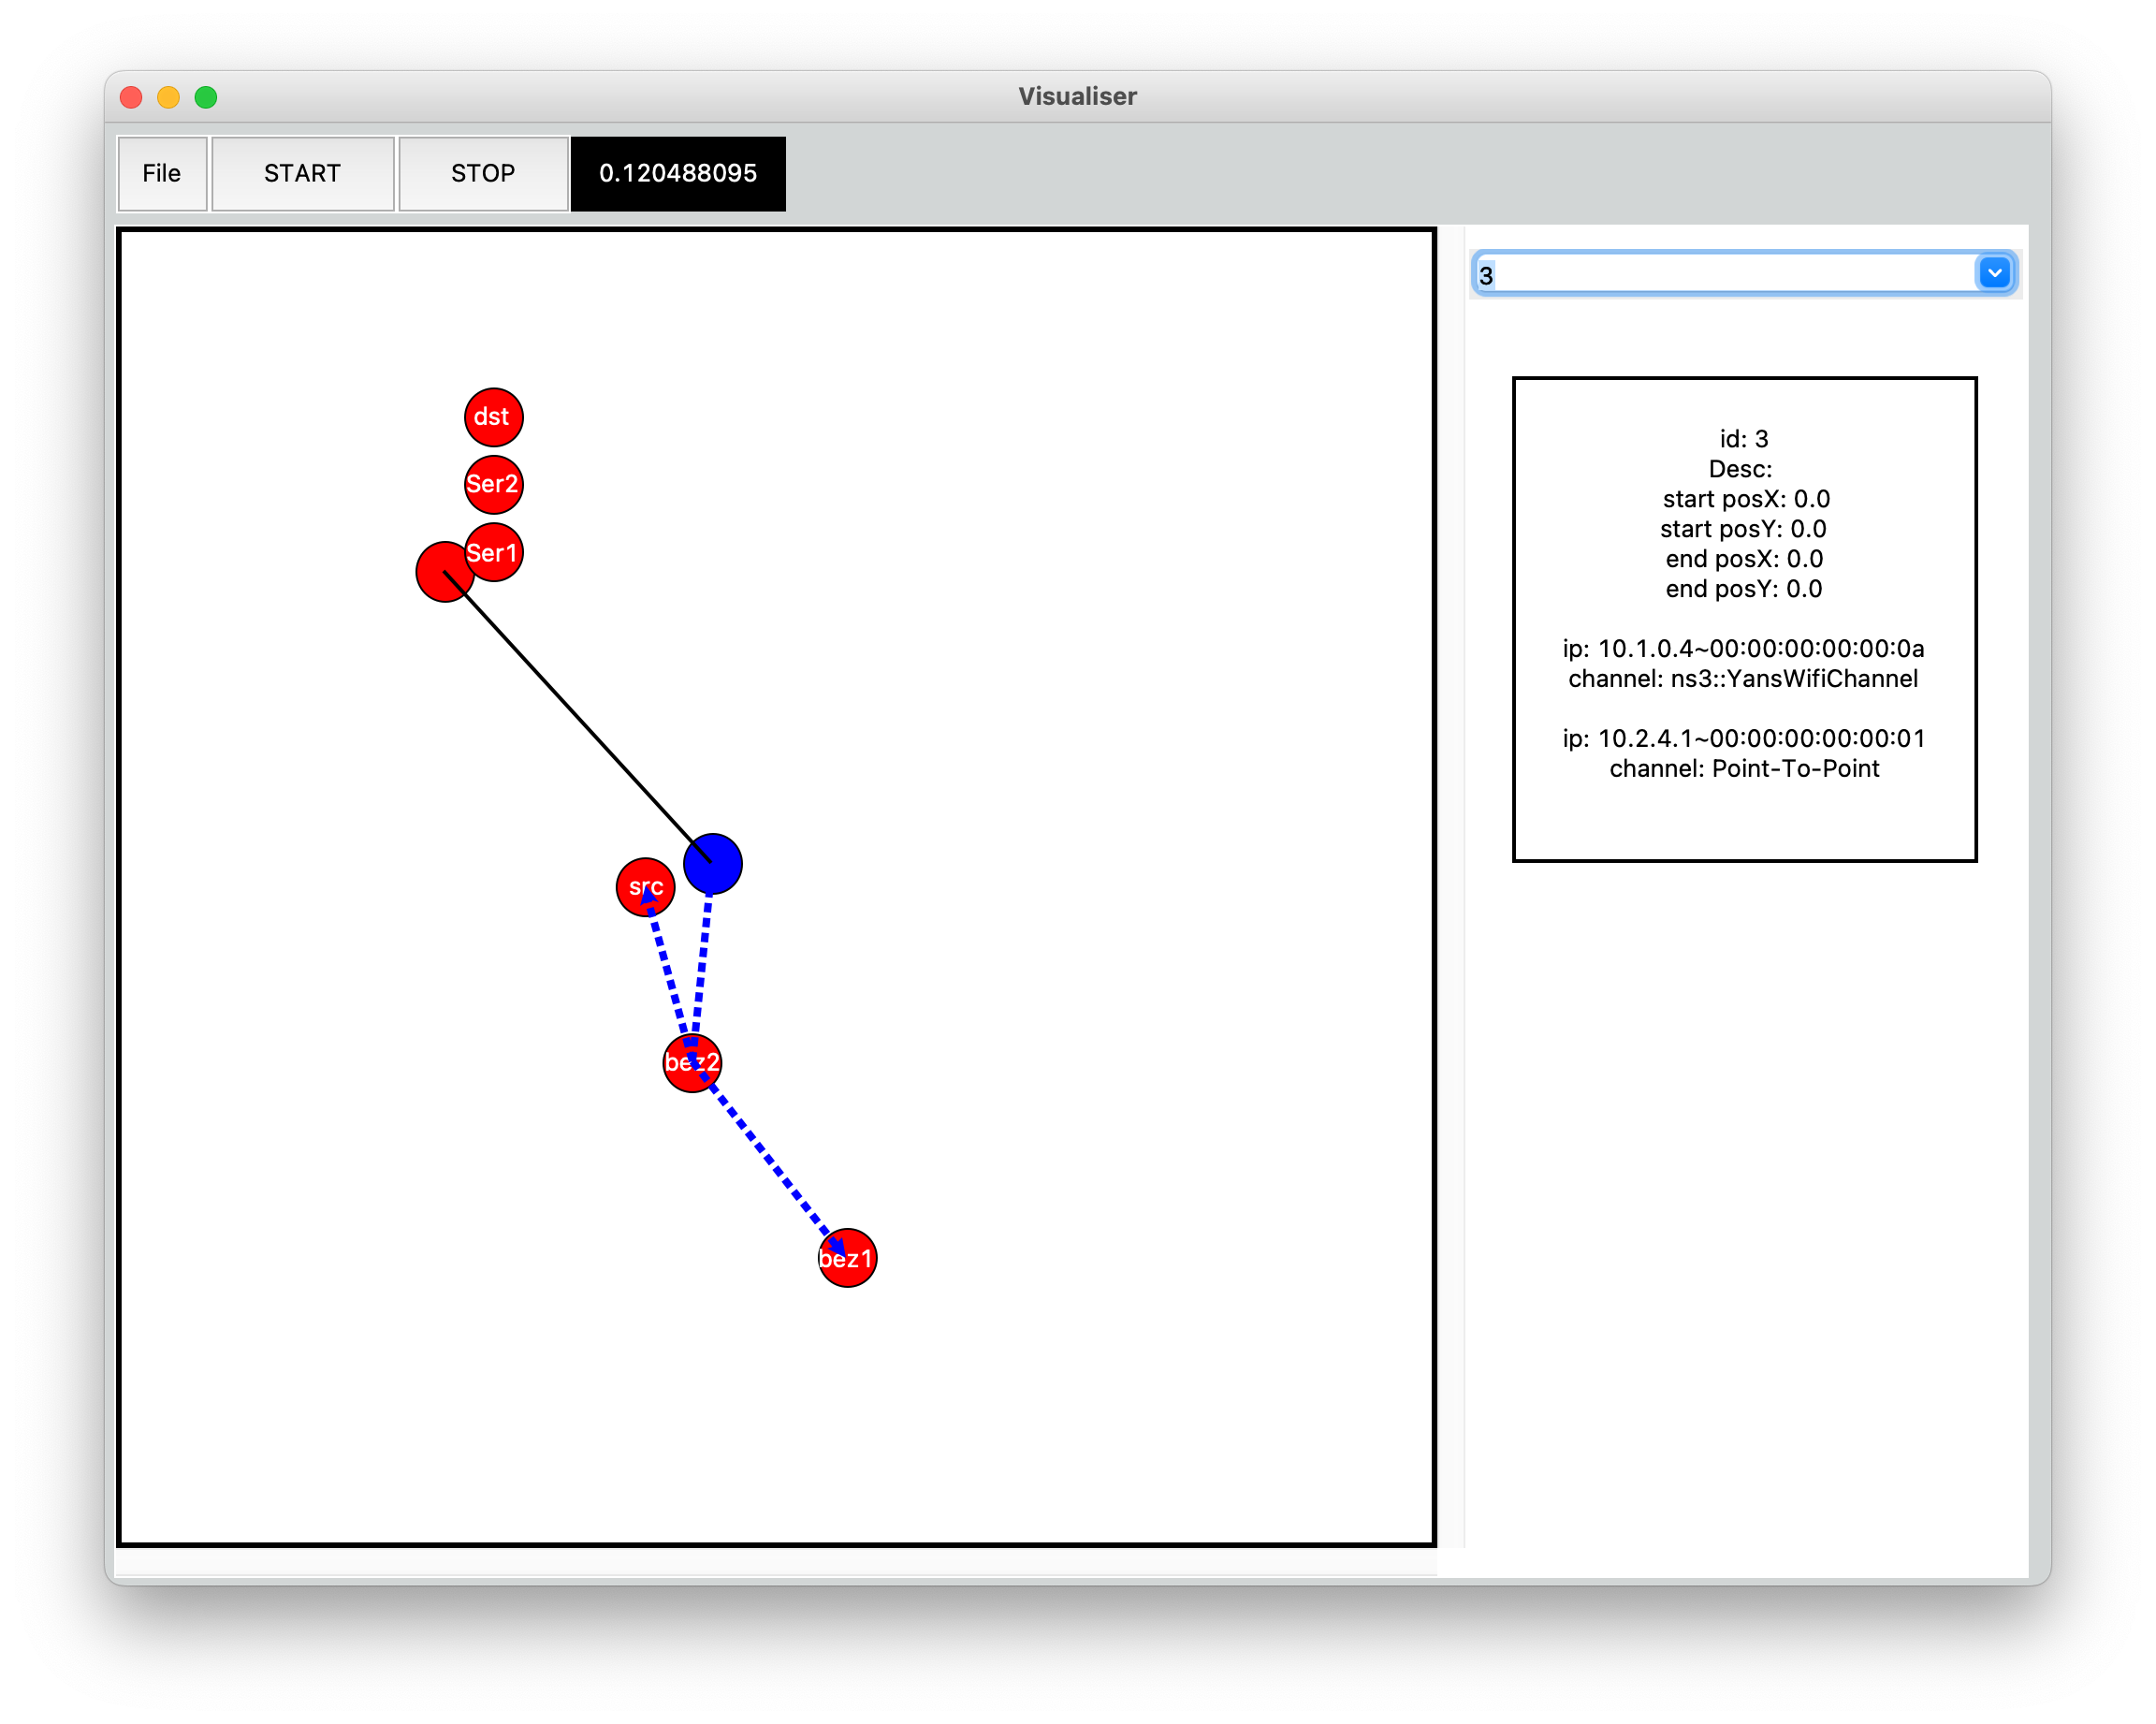 Visualiser
File
START
STOP
0.120488095
3
dst
Ser2
Ser1
src
bez2
bez1
id: 3
Desc:
start posX: 0.0
start posY: 0.0
end posX: 0.0
end posY: 0.0
ip: 10.1.0.4~00:00:00:00:00:0a
channel: ns3::YansWifiChannel
ip: 10.2.4.1~00:00:00:00:00:01
channel: Point-To-Point